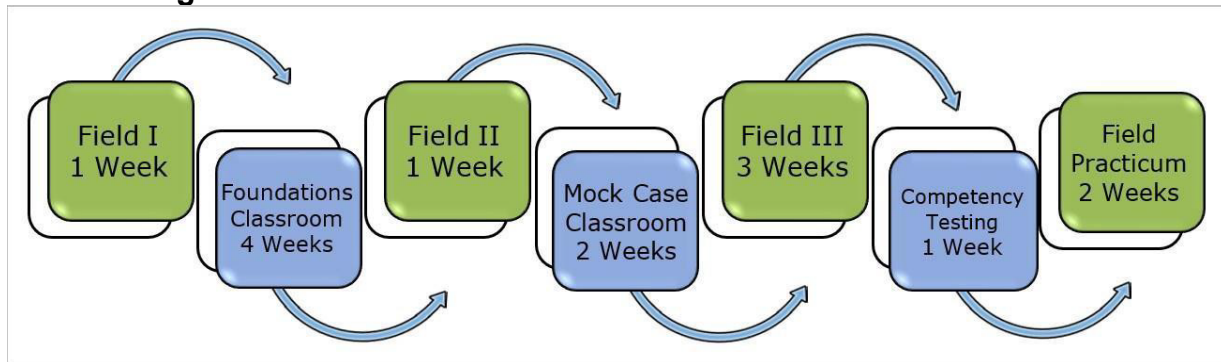 Field I
1 Week
Foundations
Classroom
4 Weeks
Field II
1 Week
Mock Case
Classroom
2 Weeks
Field III
3 Weeks
Competency
Testing
1 Week
Field
Practicum
2 Weeks